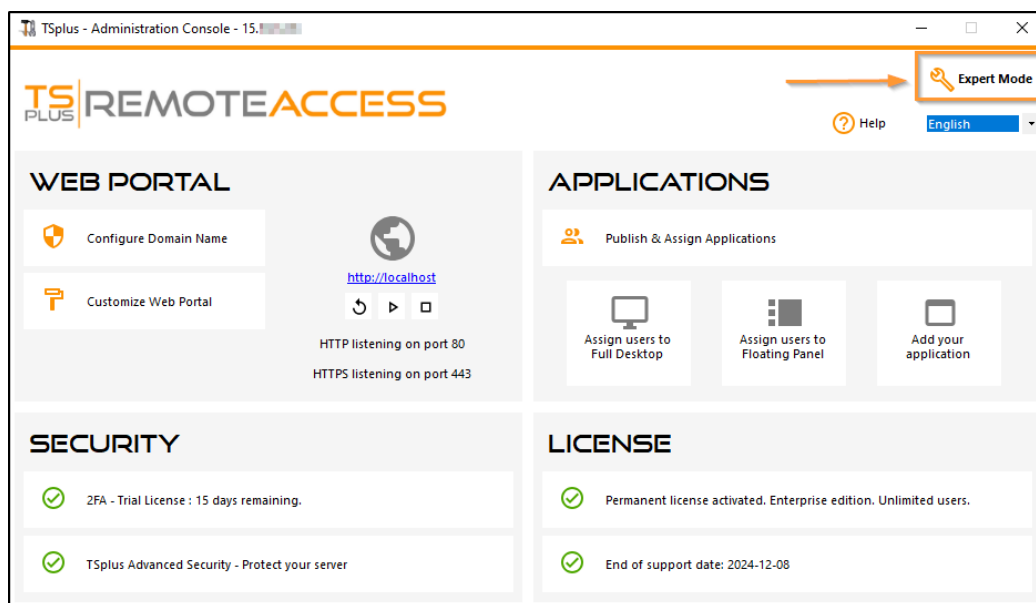 TSplus - Administration Console - 15.
Expert Mode
TS PLUS REMOTEACCESS
Help
English
WEB PORTAL
Configure Domain Name
Customize Web Portal
http://localhost
HTTP listening on port 80
HTTPS listening on port 443
APPLICATIONS
Publish & Assign Applications
Assign users to
Full Desktop
Assign users to
Floating Panel
Add your
application
SECURITY
2FA - Trial License : 15 days remaining.
TSplus Advanced Security - Protect your server
LICENSE
Permanent license activated. Enterprise edition. Unlimited users.
End of support date: 2024-12-08